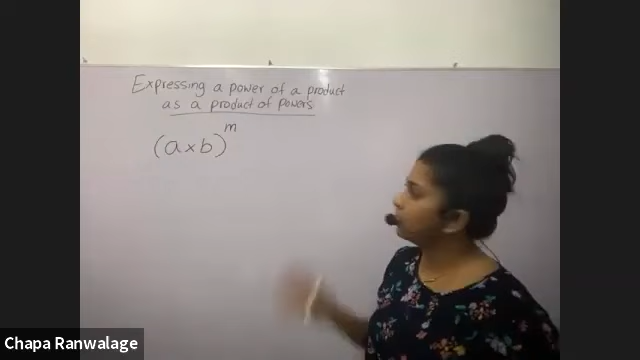 Expressing a power of a product
as a product of powers
(a×b)^m
Chapa Ranwalage